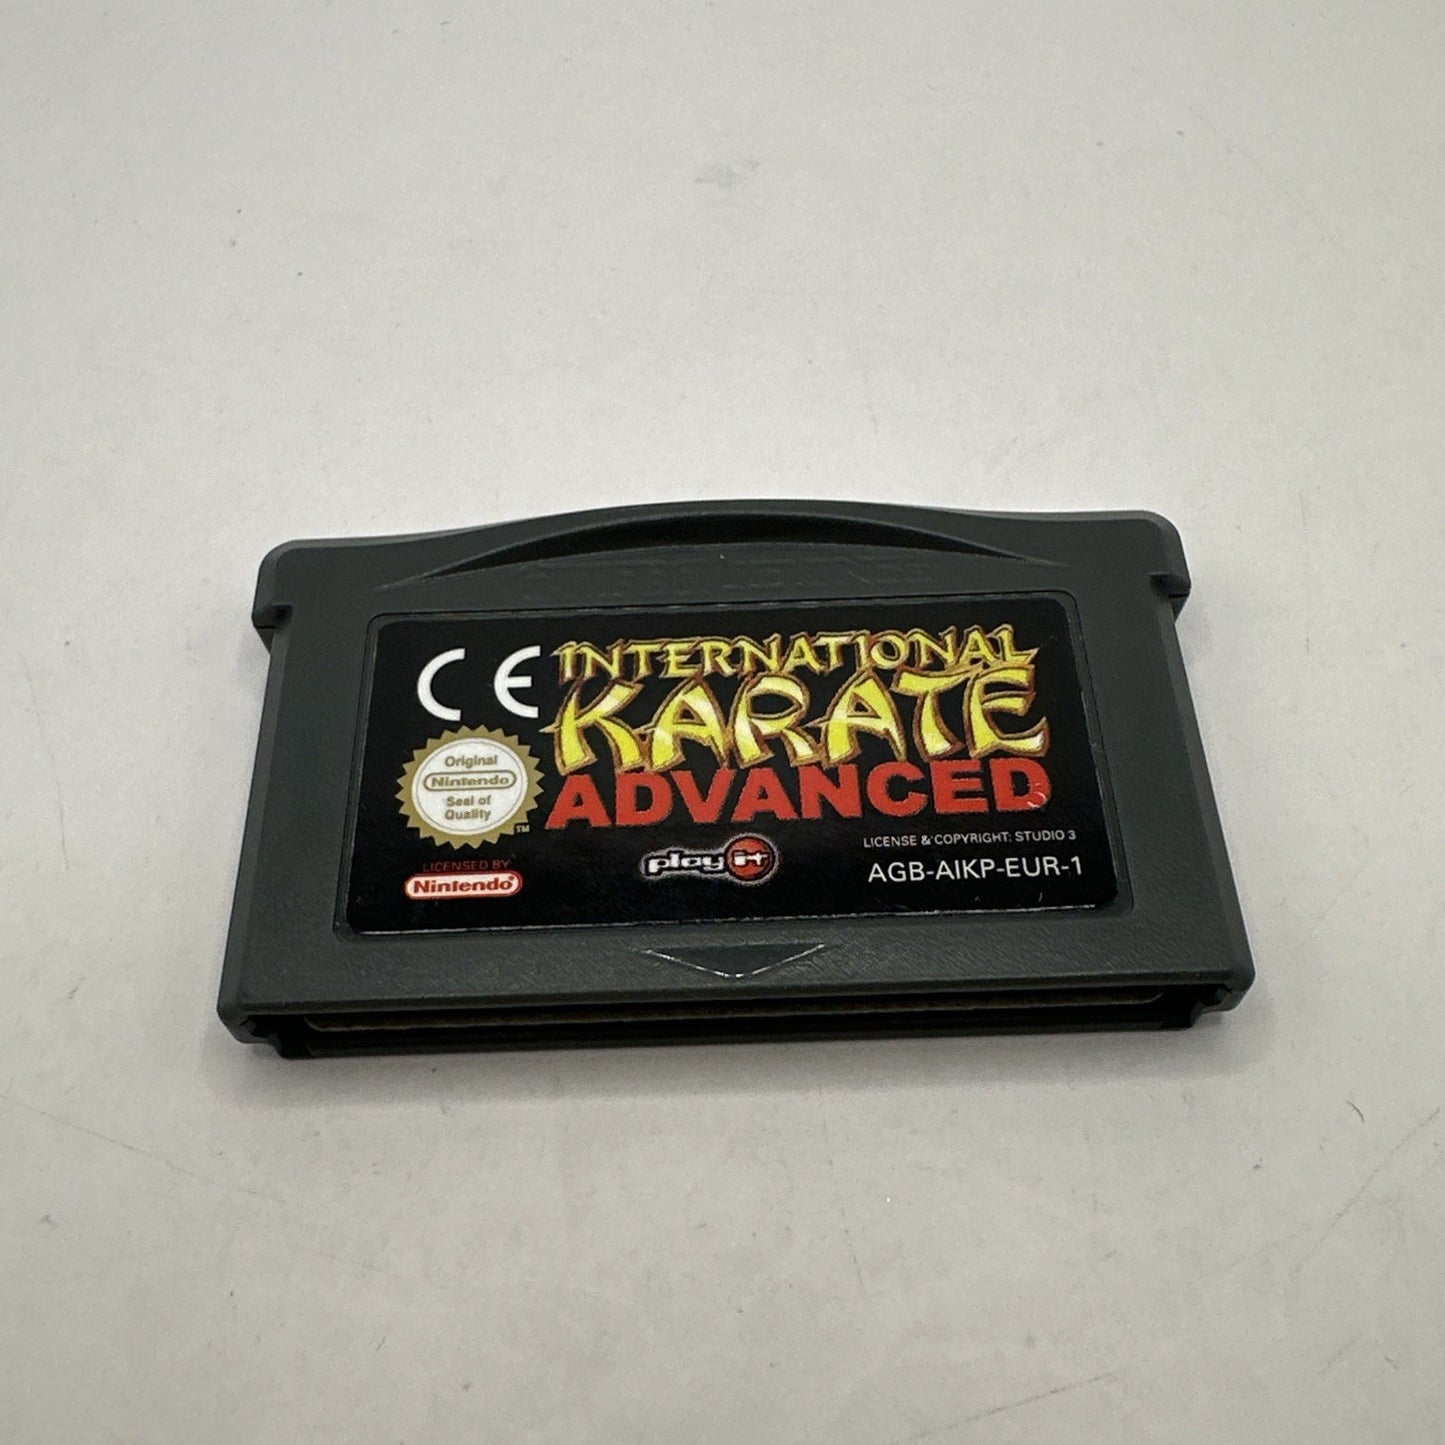 CE
INTERNATIONAL
KARATE
ADVANCED
Original
Nintendo
Seal of
Quality
TM
LICENSED BY
Nintendo®
play it
LICENSE & COPYRIGHT: STUDIO 3
AGB-AIKP-EUR-1